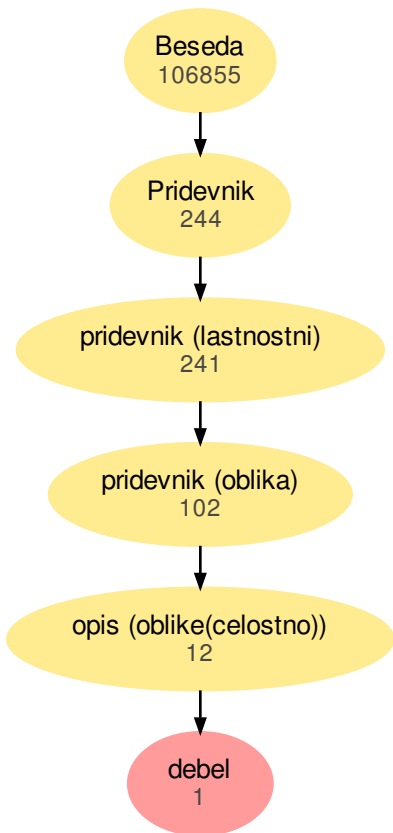 Beseda
106855
Pridevnik
244
pridevnik (lastnostni)
241
pridevnik (oblika)
102
opis (oblike(celostno))
12
debel
1